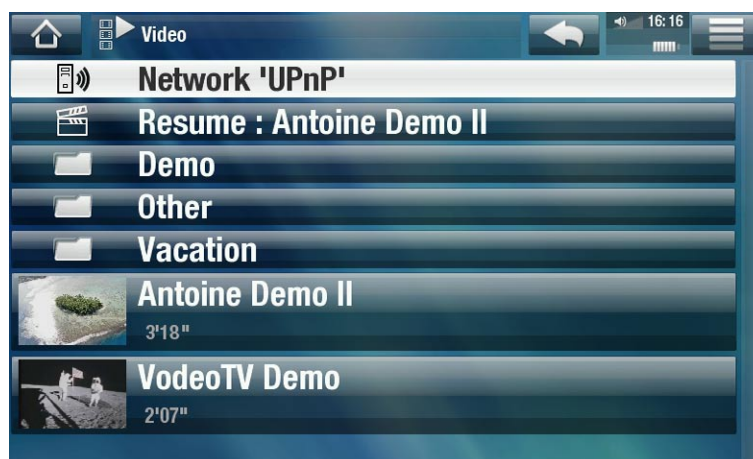 Video
16:16
Network 'UPnP'
Resume : Antoine Demo II
Demo
Other
Vacation
Antoine Demo II
3'18"
VodeoTV Demo
2'07"